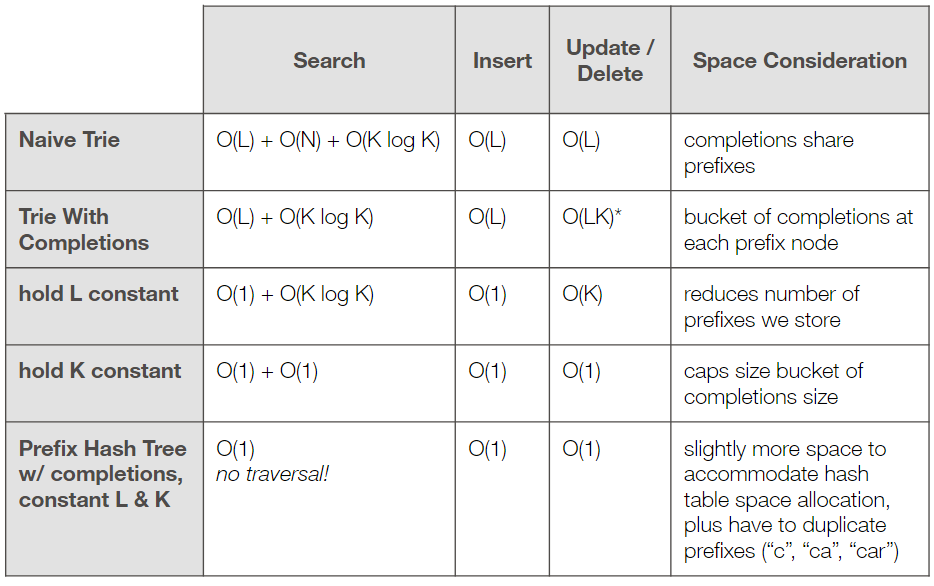 Search
Insert
Update /
Delete
Space Consideration
Naive Trie
O(L) + O(N) + O(K log K)
O(L)
O(L)
completions share
prefixes
Trie With
Completions
O(L) + O(K log K)
O(L)
O(LK)*
bucket of completions at
each prefix node
hold L constant
O(1) + O(K log K)
O(1)
O(K)
reduces number of
prefixes we store
hold K constant
O(1) + O(1)
O(1)
O(1)
caps size bucket of
completions size
Prefix Hash Tree
w/ completions,
constant L & K
O(1)
no traversal!
O(1)
O(1)
slightly more space to
accommodate hash
table space allocation,
plus have to duplicate
prefixes (“c”, “ca”, “car”)